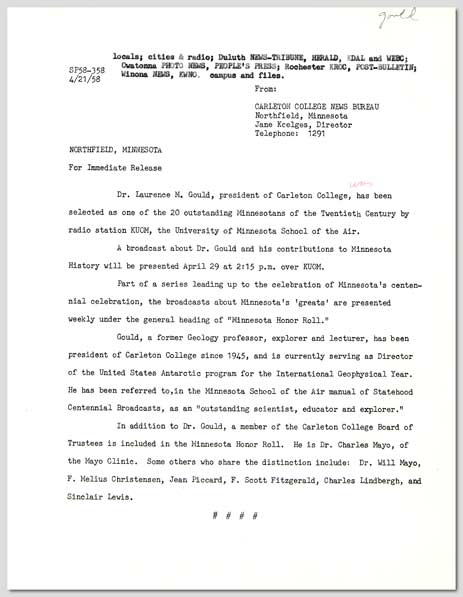 gould
locals; cities & radio; Duluth NEWS-TRIBUNE, HERALD, KDAL and WEBC;
Owatonna PHOTO NEWS, PEOPLE'S PRESS; Rochester KROC, POST-BULLETIN;
Winona NEWS, KWNO. campus and files.
SP58-358
4/21/58
From:
CARLETON COLLEGE NEWS BUREAU
Northfield, Minnesota
Jane Koelges, Director
Telephone: 1291
NORTHFIELD, MINNESOTA
For Immediate Release
was
Dr. Laurence M. Gould, president of Carleton College, has been
selected as one of the 20 outstanding Minnesotans of the Twentieth Century by
radio station KUOM, the University of Minnesota School of the Air.
A broadcast about Dr. Gould and his contributions to Minnesota
History will be presented April 29 at 2:15 p.m. over KUOM.
Part of a series leading up to the celebration of Minnesota's centen-
nial celebration, the broadcasts about Minnesota's 'greats' are presented
weekly under the general heading of "Minnesota Honor Roll."
Gould, a former Geology professor, explorer and lecturer, has been
president of Carleton College since 1945, and is currently serving as Director
of the United States Antarctic program for the International Geophysical Year.
He has been referred to,in the Minnesota School of the Air manual of Statehood
Centennial Broadcasts, as an "outstanding scientist, educator and explorer."
In addition to Dr. Gould, a member of the Carleton College Board of
Trustees is included in the Minnesota Honor Roll. He is Dr. Charles Mayo, of
the Mayo Clinic. Some others who share the distinction include: Dr. Will Mayo,
F. Melius Christensen, Jean Piccard, F. Scott Fitzgerald, Charles Lindbergh, and
Sinclair Lewis.
# # # #